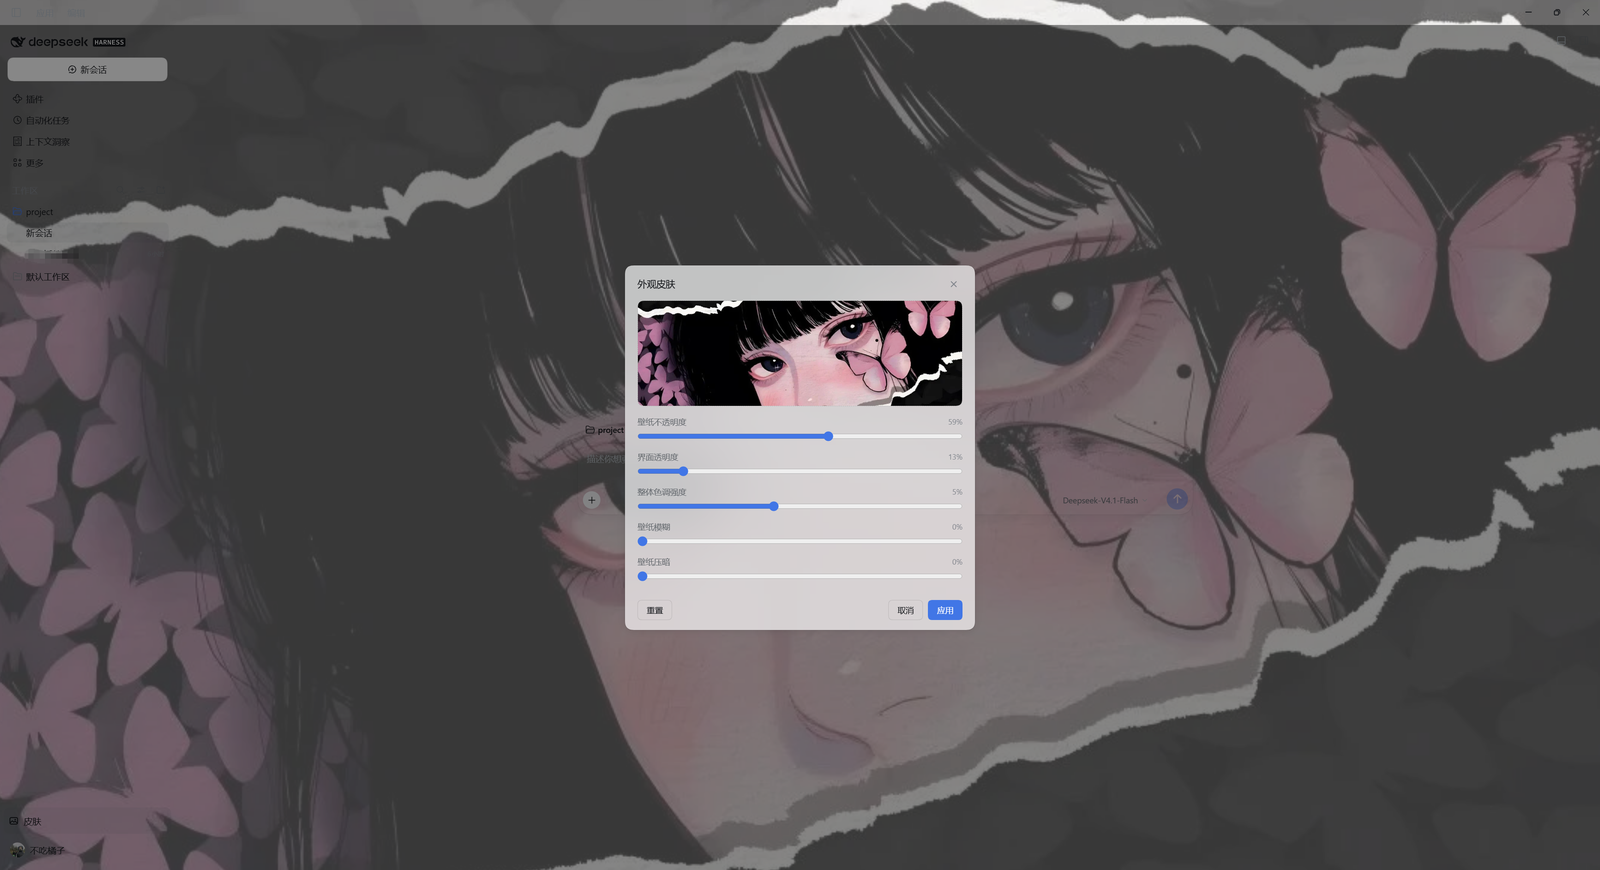 deepseek HARNESS
新会话
插件
自动化任务
上下文洞察
更多
project
新会话
默认工作区
皮肤
不吃橘子
project
Deepseek-V4.1-Flash
外观皮肤
壁纸不透明度 59%
界面透明度 13%
整体色调强度 5%
壁纸模糊 0%
壁纸压暗 0%
重置
取消
应用